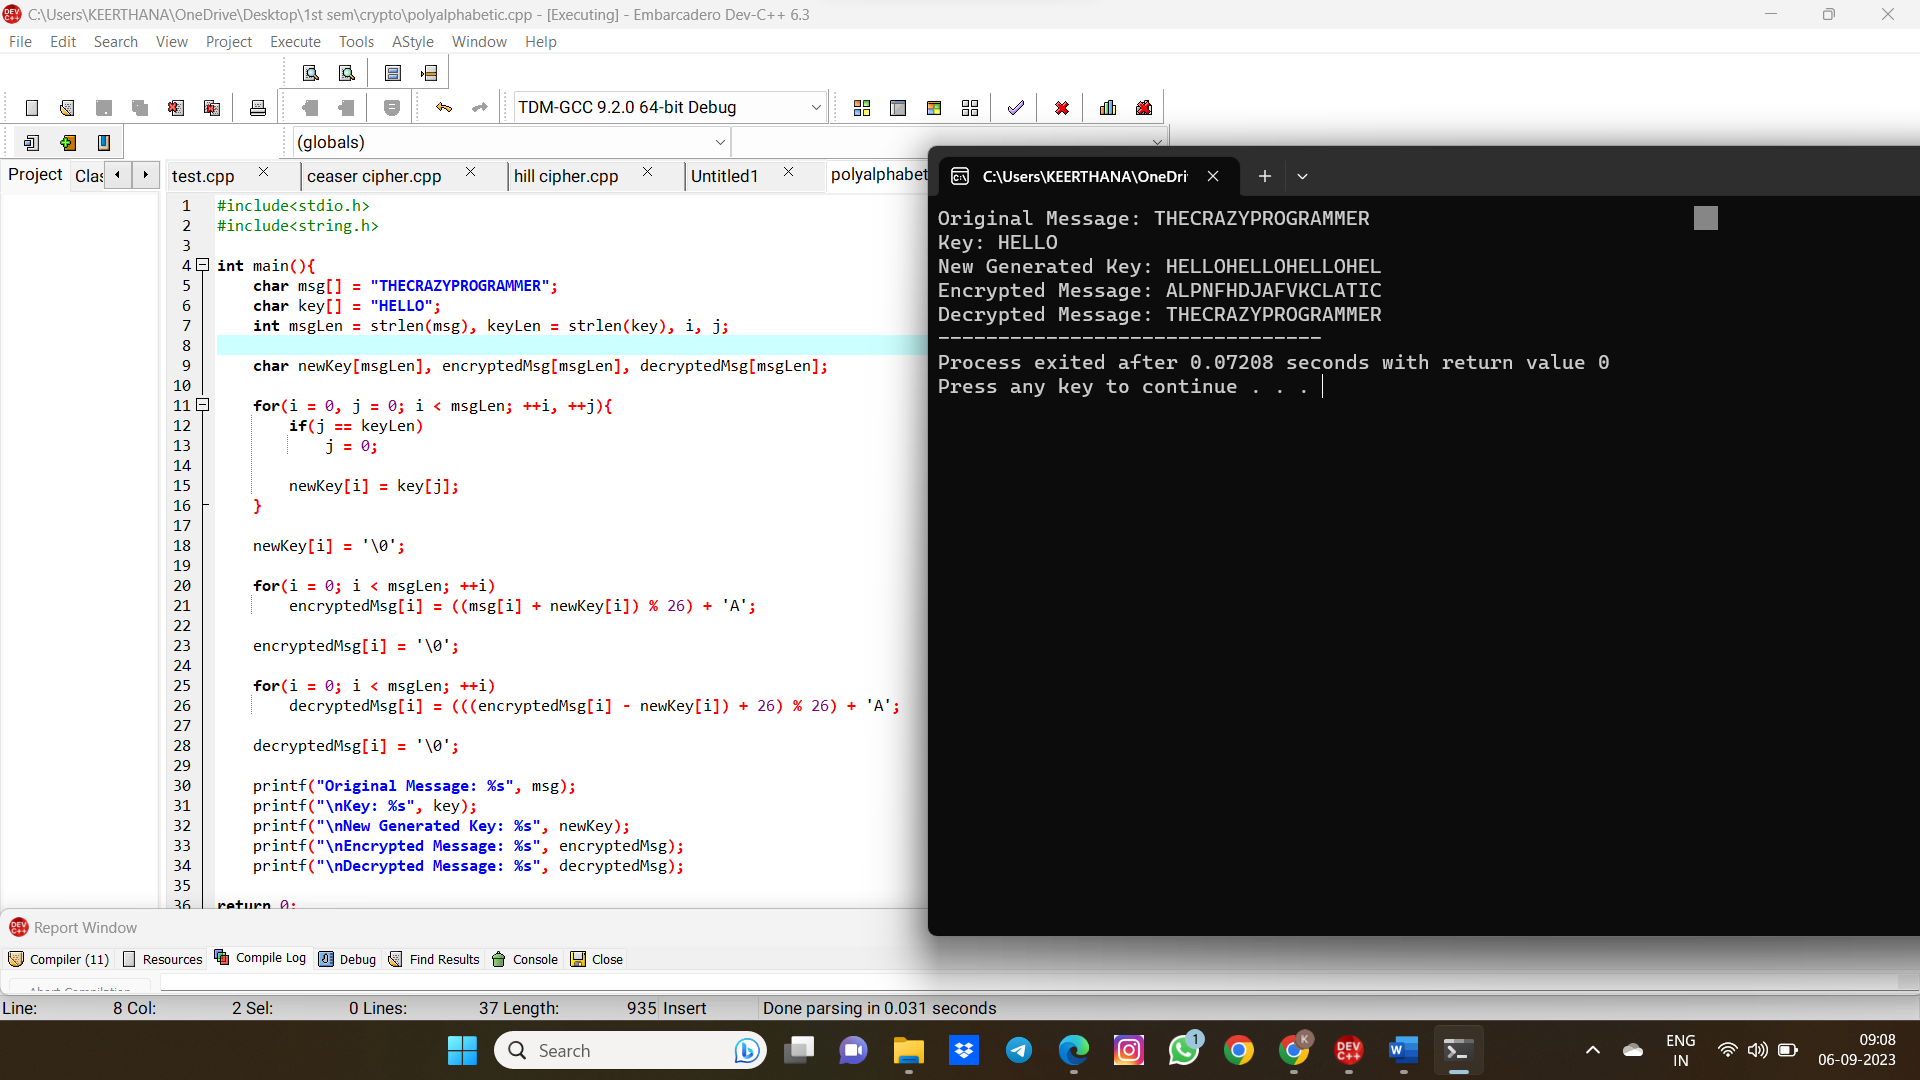 C:\Users\KEERTHANA\OneDrive\Desktop\1st sem\crypto\polyalphabetic.cpp - [Executing] - Embarcadero Dev-C++ 6.3
File Edit Search View Project Execute Tools AStyle Window Help
TDM-GCC 9.2.0 64-bit Debug
(globals)
Project Clas test.cpp ceaser cipher.cpp hill cipher.cpp Untitled1 polyalphabet
1 #include<stdio.h>
2 #include<string.h>
3
4 int main(){
5 char msg[] = "THECRAZYPROGRAMMER";
6 char key[] = "HELLO";
7 int msgLen = strlen(msg), keyLen = strlen(key), i, j;
8
9 char newKey[msgLen], encryptedMsg[msgLen], decryptedMsg[msgLen];
10
11 for(i = 0, j = 0; i < msgLen; ++i, ++j){
12 if(j == keyLen)
13 j = 0;
14
15 newKey[i] = key[j];
16 }
17
18 newKey[i] = '\0';
19
20 for(i = 0; i < msgLen; ++i)
21 encryptedMsg[i] = ((msg[i] + newKey[i]) % 26) + 'A';
22
23 encryptedMsg[i] = '\0';
24
25 for(i = 0; i < msgLen; ++i)
26 decryptedMsg[i] = (((encryptedMsg[i] - newKey[i]) + 26) % 26) + 'A';
27
28 decryptedMsg[i] = '\0';
29
30 printf("Original Message: %s", msg);
31 printf("\nKey: %s", key);
32 printf("\nNew Generated Key: %s", newKey);
33 printf("\nEncrypted Message: %s", encryptedMsg);
34 printf("\nDecrypted Message: %s", decryptedMsg);
35
36 return 0;
C:\Users\KEERTHANA\OneDri
Original Message: THECRAZYPROGRAMMER
Key: HELLO
New Generated Key: HELLOHELLOHELLOHEL
Encrypted Message: ALPNFHDJAFVKCLATIC
Decrypted Message: THECRAZYPROGRAMMER
--------------------------------
Process exited after 0.07208 seconds with return value 0
Press any key to continue . . .
Report Window
Compiler (11) Resources Compile Log Debug Find Results Console Close
Abort Compilation
Line: 8 Col: 2 Sel: 0 Lines: 37 Length: 935 Insert Done parsing in 0.031 seconds
Search
1
K
DEV C++
ENG
IN
09:08
06-09-2023